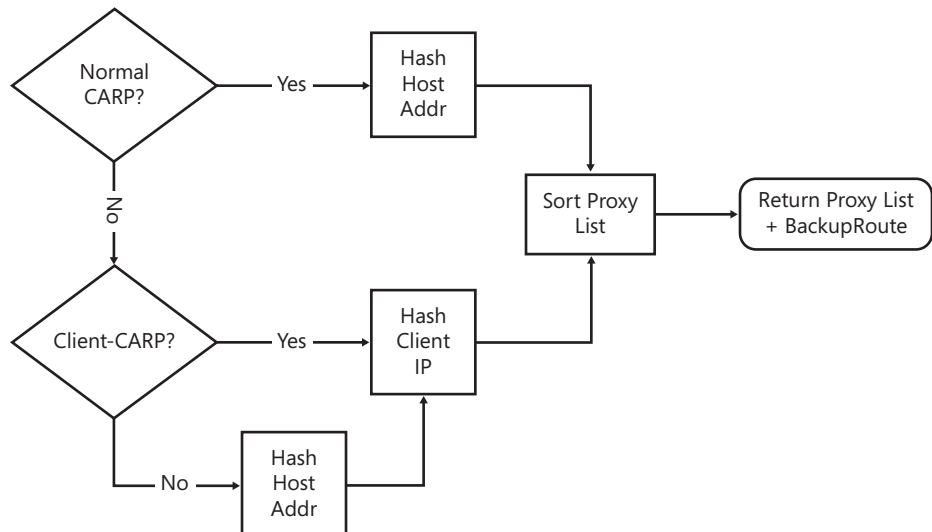 Normal
CARP?
Yes
Hash
Host
Addr
No
Sort Proxy
List
Return Proxy List
+ BackupRoute
Client-CARP?
Yes
Hash
Client
IP
No
Hash
Host
Addr